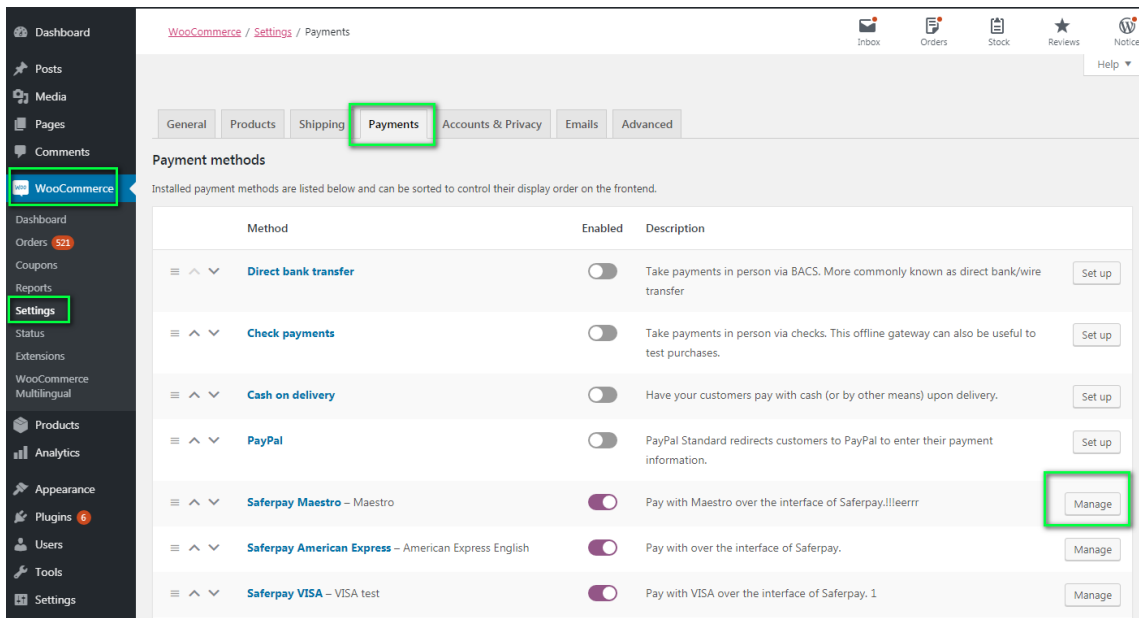 Dashboard
WooCommerce / Settings / Payments
Inbox
Orders
Stock
Reviews
Notice
Help
Posts
Media
Pages
Comments
WooCommerce
Dashboard
Orders 521
Coupons
Reports
Settings
Status
Extensions
WooCommerce
Multilingual
Products
Analytics
Appearance
Plugins 6
Users
Tools
Settings
General
Products
Shipping
Payments
Accounts & Privacy
Emails
Advanced
Payment methods
Installed payment methods are listed below and can be sorted to control their display order on the frontend.
Method
Enabled
Description
Direct bank transfer
Take payments in person via BACS. More commonly known as direct bank/wire
transfer
Set up
Check payments
Take payments in person via checks. This offline gateway can also be useful to
test purchases.
Set up
Cash on delivery
Have your customers pay with cash (or by other means) upon delivery.
Set up
PayPal
PayPal Standard redirects customers to PayPal to enter their payment
information.
Set up
Saferpay Maestro – Maestro
Pay with Maestro over the interface of Saferpay.!!!eerrr
Manage
Saferpay American Express – American Express English
Pay with over the interface of Saferpay.
Manage
Saferpay VISA – VISA test
Pay with VISA over the interface of Saferpay. 1
Manage